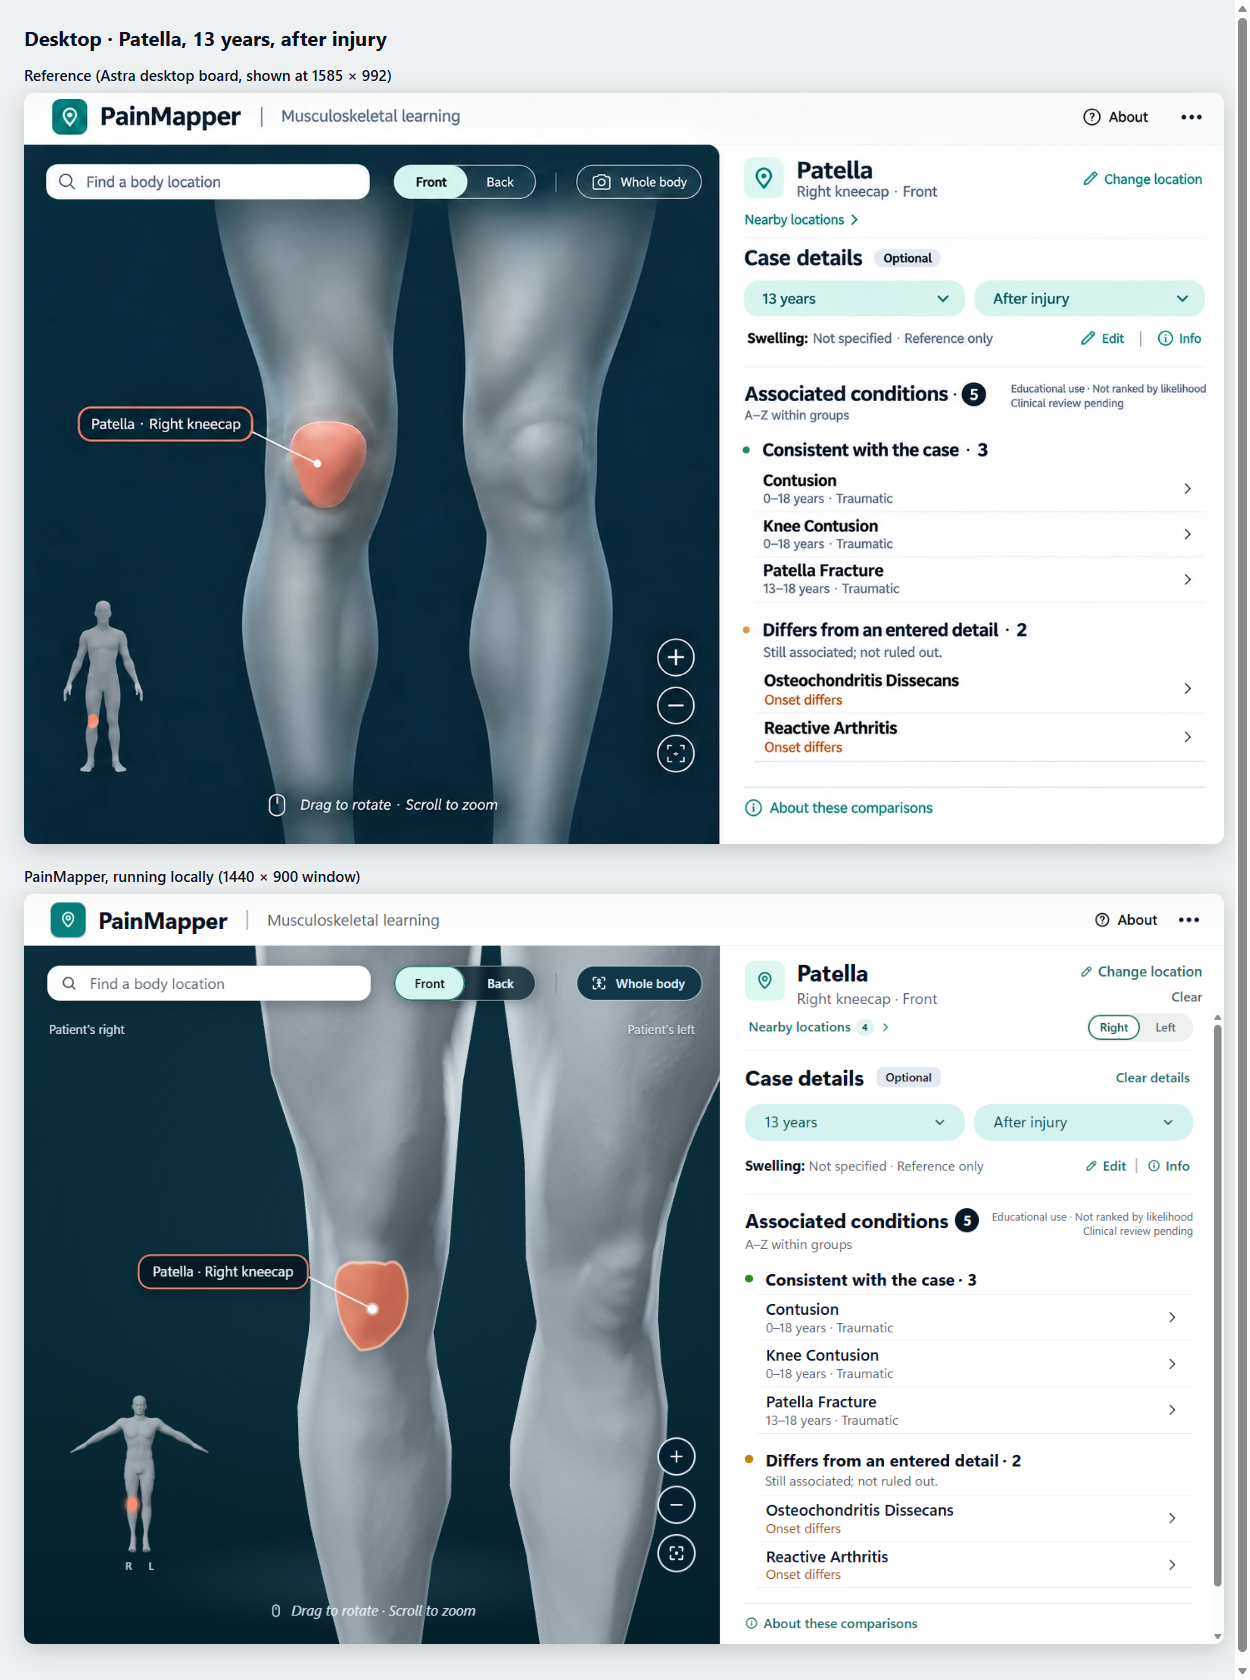 Desktop · Patella, 13 years, after injury
Reference (Astra desktop board, shown at 1585 × 992)
PainMapper | Musculoskeletal learning
About
Find a body location
Front
Back
Whole body
Patella
Right kneecap · Front
Change location
Nearby locations
Case details
Optional
13 years
After injury
Swelling: Not specified · Reference only
Edit | Info
Associated conditions · 5
Educational use · Not ranked by likelihood
Clinical review pending
A–Z within groups
Patella · Right kneecap
Consistent with the case · 3
Contusion
0–18 years · Traumatic
Knee Contusion
0–18 years · Traumatic
Patella Fracture
13–18 years · Traumatic
Differs from an entered detail · 2
Still associated; not ruled out.
Osteochondritis Dissecans
Onset differs
Reactive Arthritis
Onset differs
Drag to rotate · Scroll to zoom
About these comparisons
PainMapper, running locally (1440 × 900 window)
PainMapper | Musculoskeletal learning
About
Find a body location
Front
Back
Whole body
Patient's right
Patient's left
Patella
Right kneecap · Front
Change location
Clear
Nearby locations 4
Right
Left
Case details
Optional
Clear details
13 years
After injury
Swelling: Not specified · Reference only
Edit | Info
Associated conditions 5
Educational use · Not ranked by likelihood
Clinical review pending
A–Z within groups
Patella · Right kneecap
Consistent with the case · 3
Contusion
0–18 years · Traumatic
Knee Contusion
0–18 years · Traumatic
Patella Fracture
13–18 years · Traumatic
Differs from an entered detail · 2
Still associated; not ruled out.
Osteochondritis Dissecans
Onset differs
Reactive Arthritis
Onset differs
R L
Drag to rotate · Scroll to zoom
About these comparisons